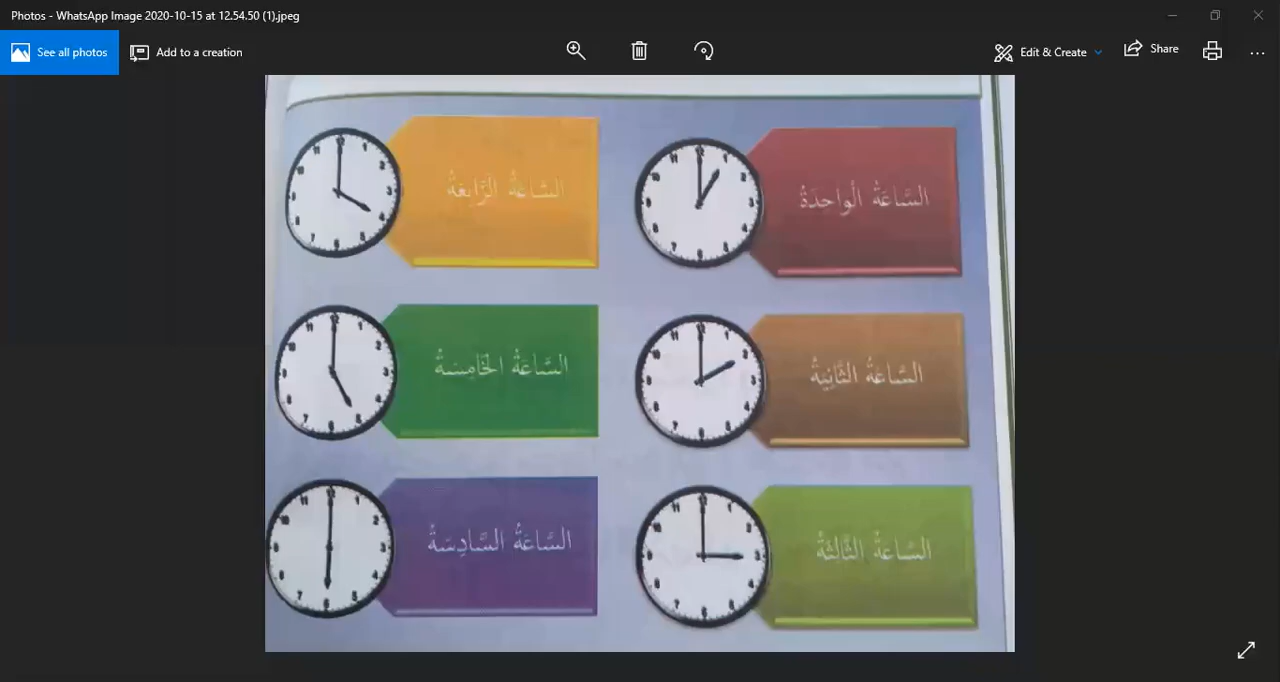 Photos - WhatsApp Image 2020-10-15 at 12.54.50 (1).jpeg
See all photos
Add to a creation
Edit & Create
Share
السَّاعَةُ الْوَاحِدَةُ
السَّاعَةُ الثَّانِيَةُ
السَّاعَةُ الثَّالِثَةُ
السَّاعَةُ الرَّابِعَةُ
السَّاعَةُ الْخَامِسَةُ
السَّاعَةُ السَّادِسَةُ